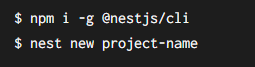 $ npm i -g @nestjs/cli
$ nest new project-name